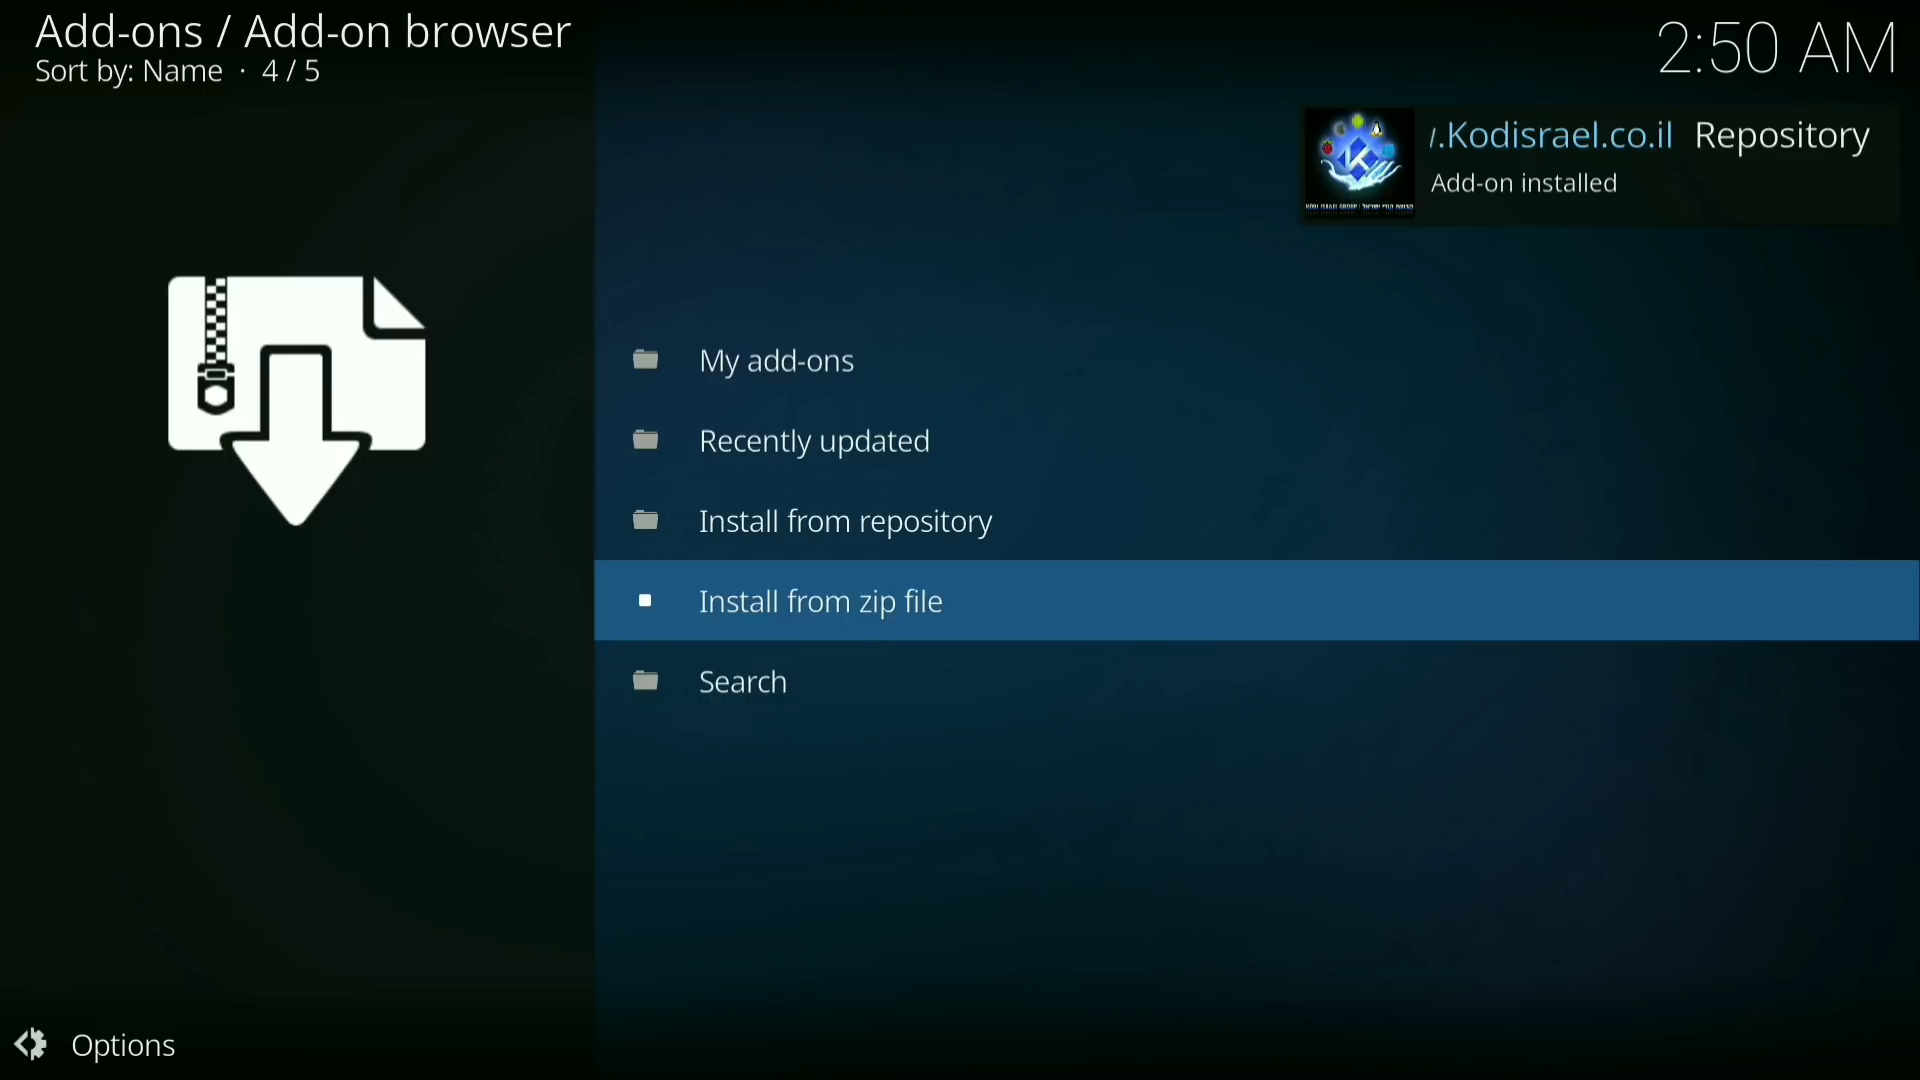 Add-ons / Add-on browser
Sort by: Name · 4 / 5
2:50 AM
.Kodisrael.co.il Repository
Add-on installed
My add-ons
Recently updated
Install from repository
Install from zip file
Search
Options